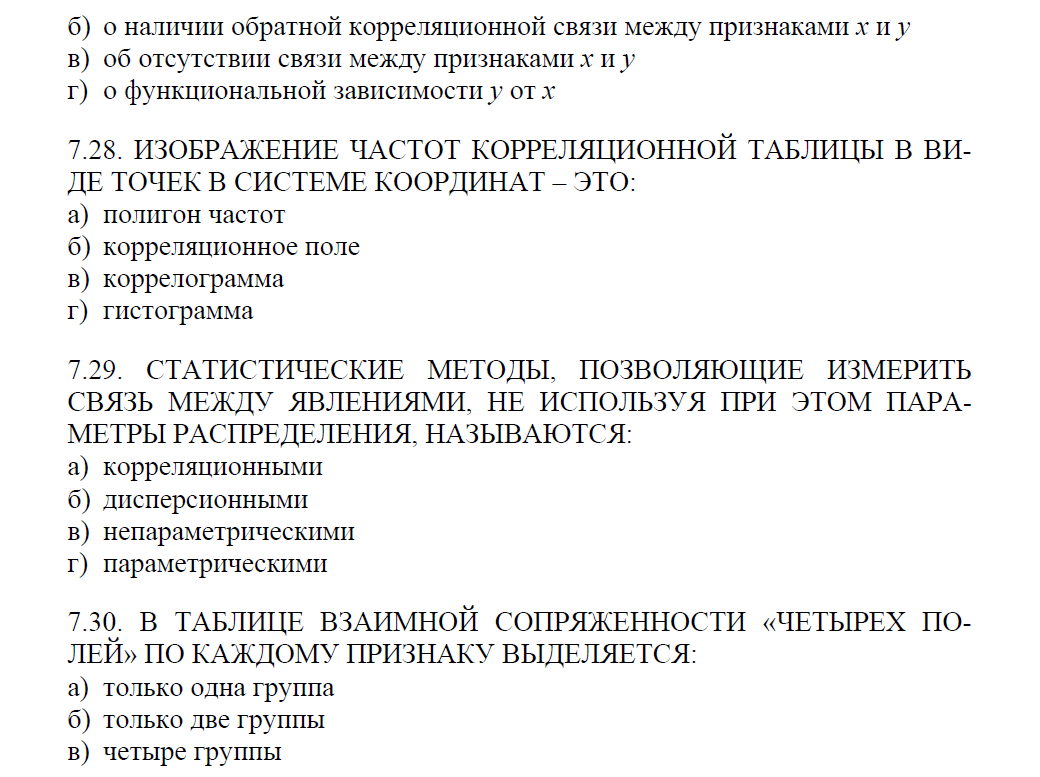 б) о наличии обратной корреляционной связи между признаками x и y
в) об отсутствии связи между признаками x и y
г) о функциональной зависимости y от x
7.28. ИЗОБРАЖЕНИЕ ЧАСТОТ КОРРЕЛЯЦИОННОЙ ТАБЛИЦЫ В ВИ-
ДЕ ТОЧЕК В СИСТЕМЕ КООРДИНАТ – ЭТО:
а) полигон частот
б) корреляционное поле
в) коррелограмма
г) гистограмма
7.29. СТАТИСТИЧЕСКИЕ МЕТОДЫ, ПОЗВОЛЯЮЩИЕ ИЗМЕРИТЬ
СВЯЗЬ МЕЖДУ ЯВЛЕНИЯМИ, НЕ ИСПОЛЬЗУЯ ПРИ ЭТОМ ПАРА-
МЕТРЫ РАСПРЕДЕЛЕНИЯ, НАЗЫВАЮТСЯ:
а) корреляционными
б) дисперсионными
в) непараметрическими
г) параметрическими
7.30. В ТАБЛИЦЕ ВЗАИМНОЙ СОПРЯЖЕННОСТИ «ЧЕТЫРЕХ ПО-
ЛЕЙ» ПО КАЖДОМУ ПРИЗНАКУ ВЫДЕЛЯЕТСЯ:
а) только одна группа
б) только две группы
в) четыре группы